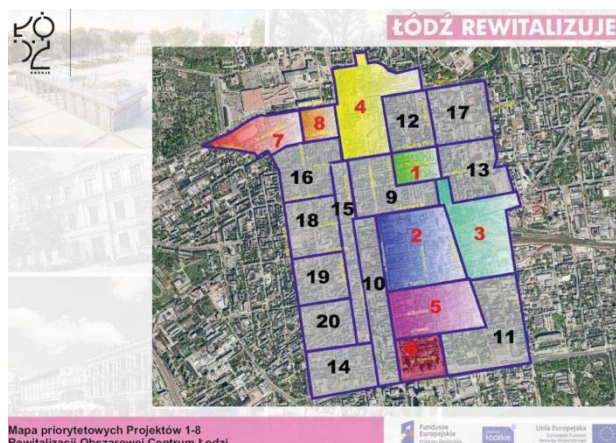 ŁÓDŹ REWITALIZUJE
4
17
8
12
7
1
13
16
9
15
18
2
3
19
10
5
20
11
14
Mapa priorytetowych Projektów 1-8
Rewitalizacji Obszarowej Centrum Łodzi
Fundusze
Europejskie
łódzkie
Unia Europejska